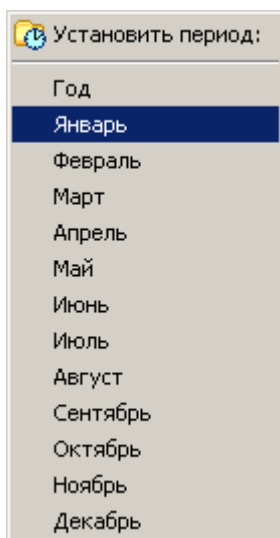 Установить период:
Год
Январь
Февраль
Март
Апрель
Май
Июнь
Июль
Август
Сентябрь
Октябрь
Ноябрь
Декабрь